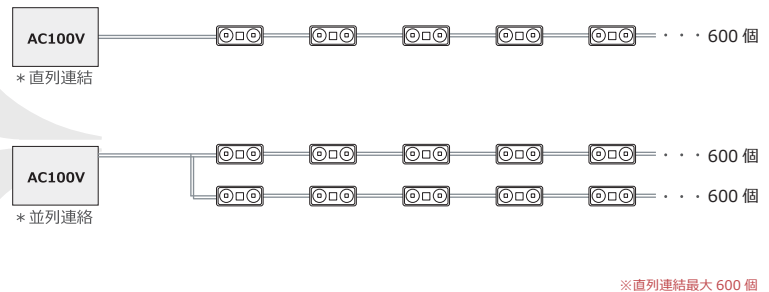 AC100V
・・・600 個
＊直列連結
・・・600 個
AC100V
・・・600 個
＊並列連絡
※直列連結最大 600 個